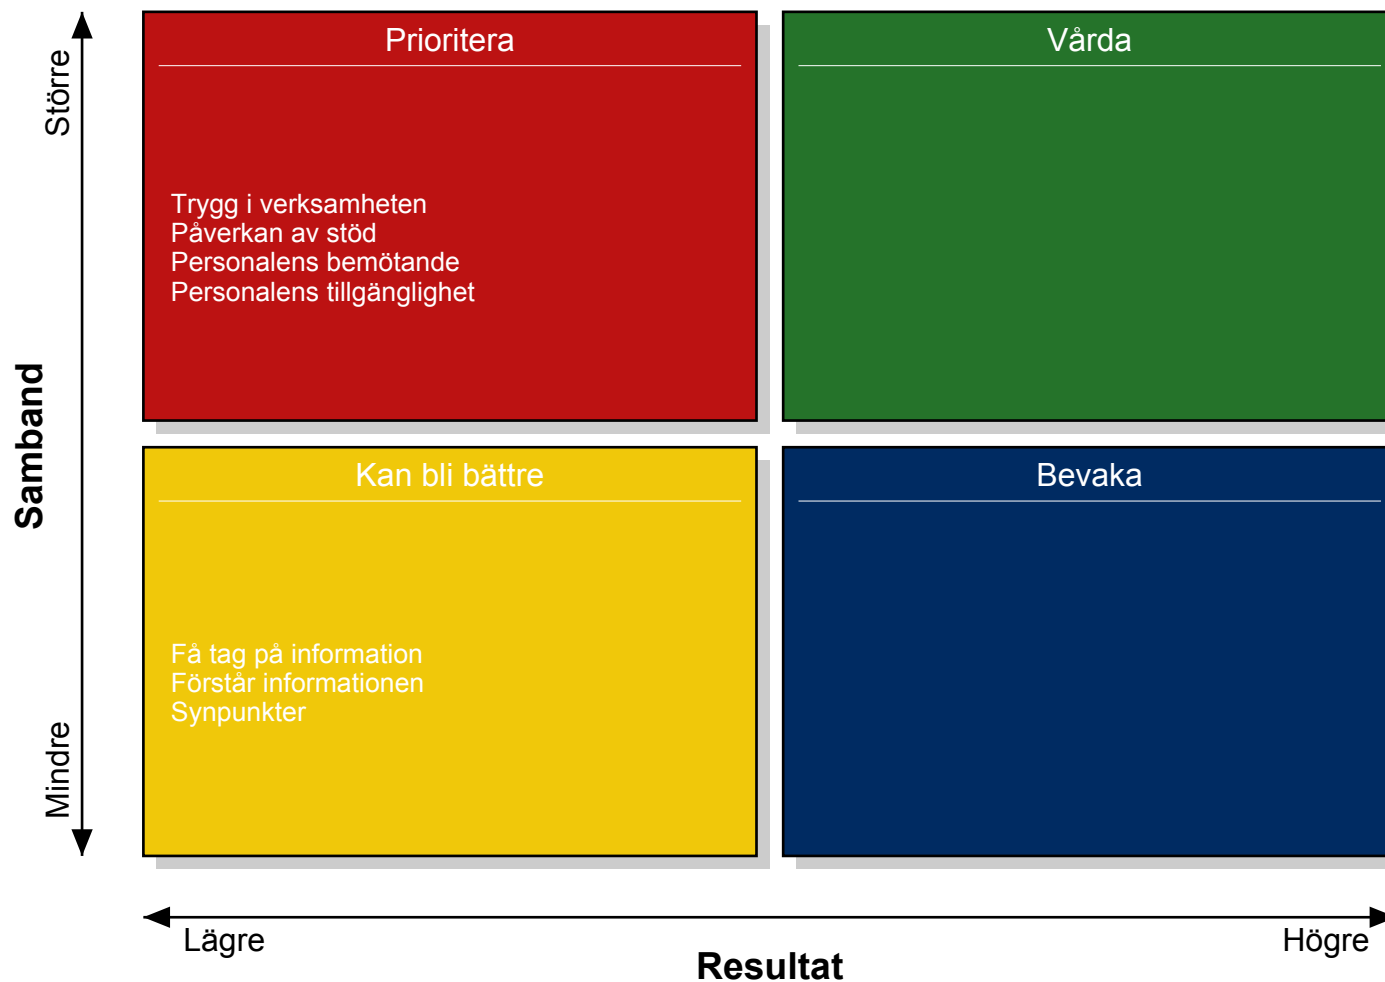 Större
Samband
Mindre
Prioritera
Trygg i verksamheten
Påverkan av stöd
Personalens bemötande
Personalens tillgänglighet
Vårda
Kan bli bättre
Få tag på information
Förstår informationen
Synpunkter
Bevaka
Lägre
Högre
Resultat